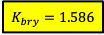 K_bry = 1.586